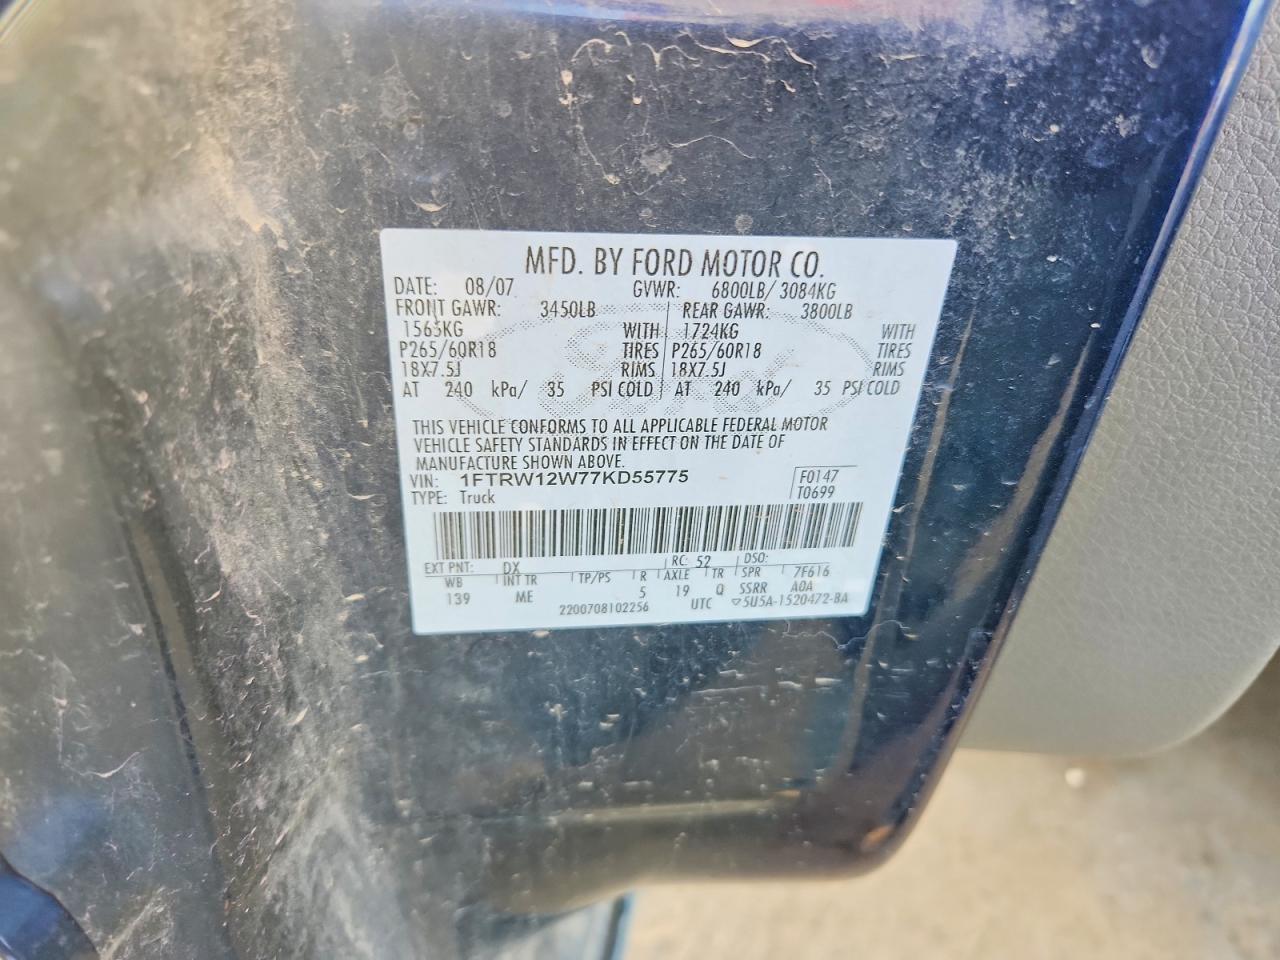 MFD. BY FORD MOTOR CO.
DATE: 08/07 GVWR: 6800LB/ 3084KG
FRONT GAWR: 3450LB REAR GAWR: 3800LB
1565KG WITH 1724KG WITH
P265/60R18 TIRES P265/60R18 TIRES
18X7.5J RIMS 18X7.5J RIMS
AT 240 kPa/ 35 PSI COLD AT 240 kPa/ 35 PSI COLD
THIS VEHICLE CONFORMS TO ALL APPLICABLE FEDERAL MOTOR
VEHICLE SAFETY STANDARDS IN EFFECT ON THE DATE OF
MANUFACTURE SHOWN ABOVE.
VIN: 1FTRW12W77KD55775 F0147
TYPE: Truck T0699
EXT PNT: DX RC: 52 DSO:
WB INT TR TP/PS R AXLE TR SPR 7F616
139 ME 5 19 Q SSRR A0A
2200708102256 UTC ▽5U5A-1520472-BA